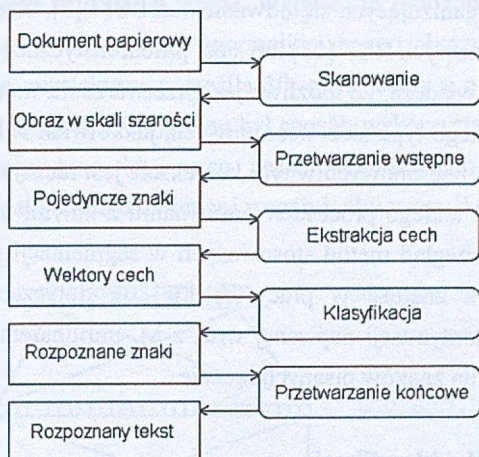 Dokument papierowy
Skanowanie
Obraz w skali szarości
Przetwarzanie wstępne
Pojedyncze znaki
Ekstrakcja cech
Wektory cech
Klasyfikacja
Rozpoznane znaki
Przetwarzanie końcowe
Rozpoznany tekst